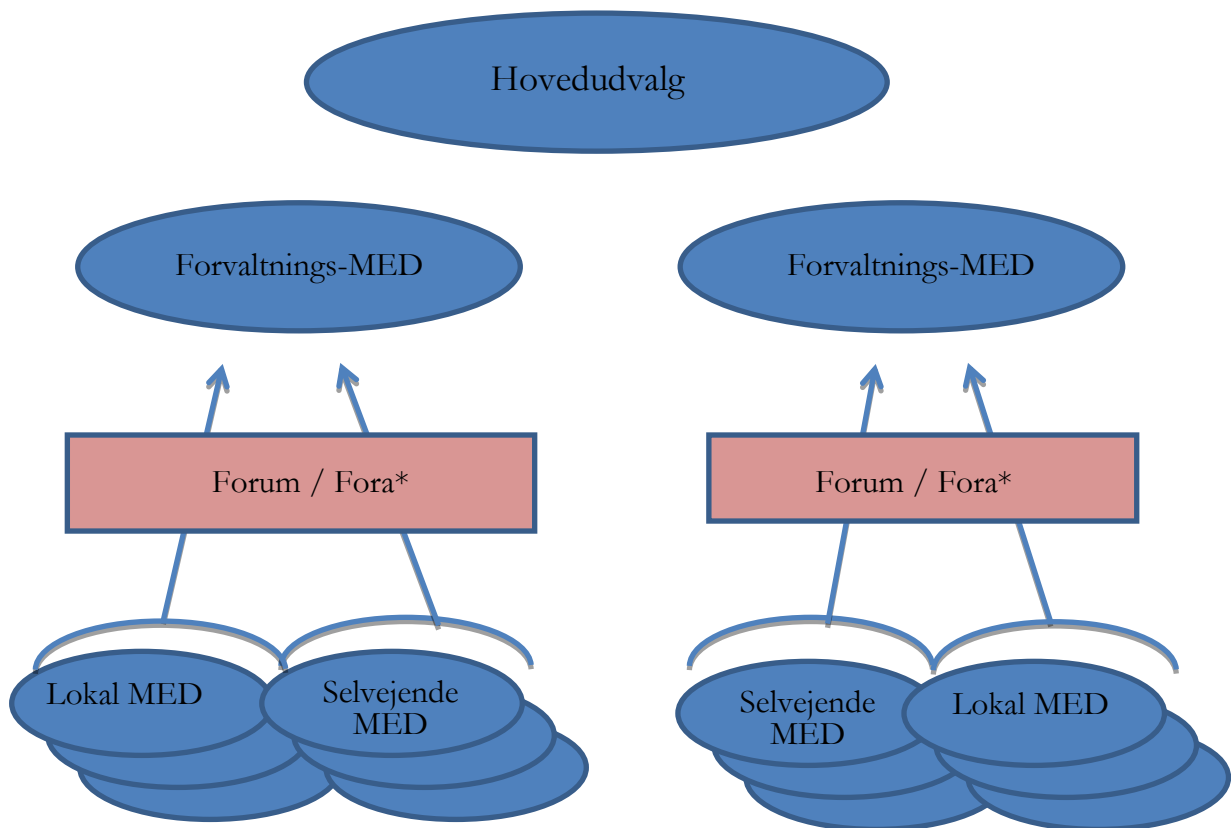 Hovedudvalg
Forvaltnings-MED
Forvaltnings-MED
Forum / Fora*
Forum / Fora*
Lokal MED
Selvejende
MED
Selvejende
MED
Lokal MED